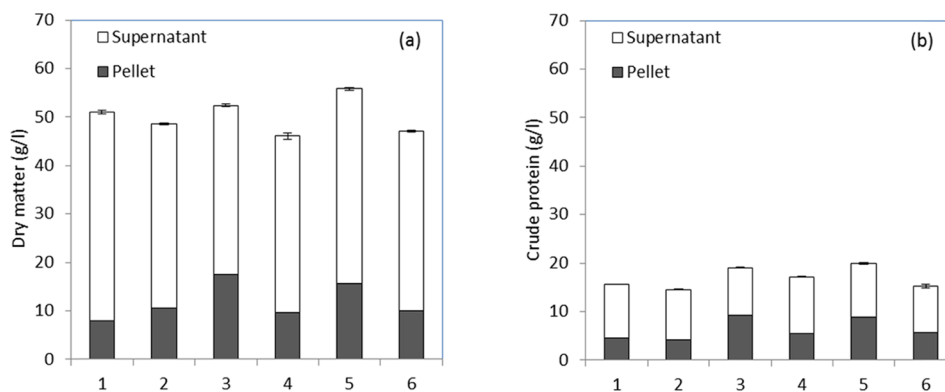 70
60
50
40
30
20
10
0
Dry matter (g/l)
Supernatant
Pellet
(a)
1 2 3 4 5 6
70
60
50
40
30
20
10
0
Crude protein (g/l)
Supernatant
Pellet
(b)
1 2 3 4 5 6